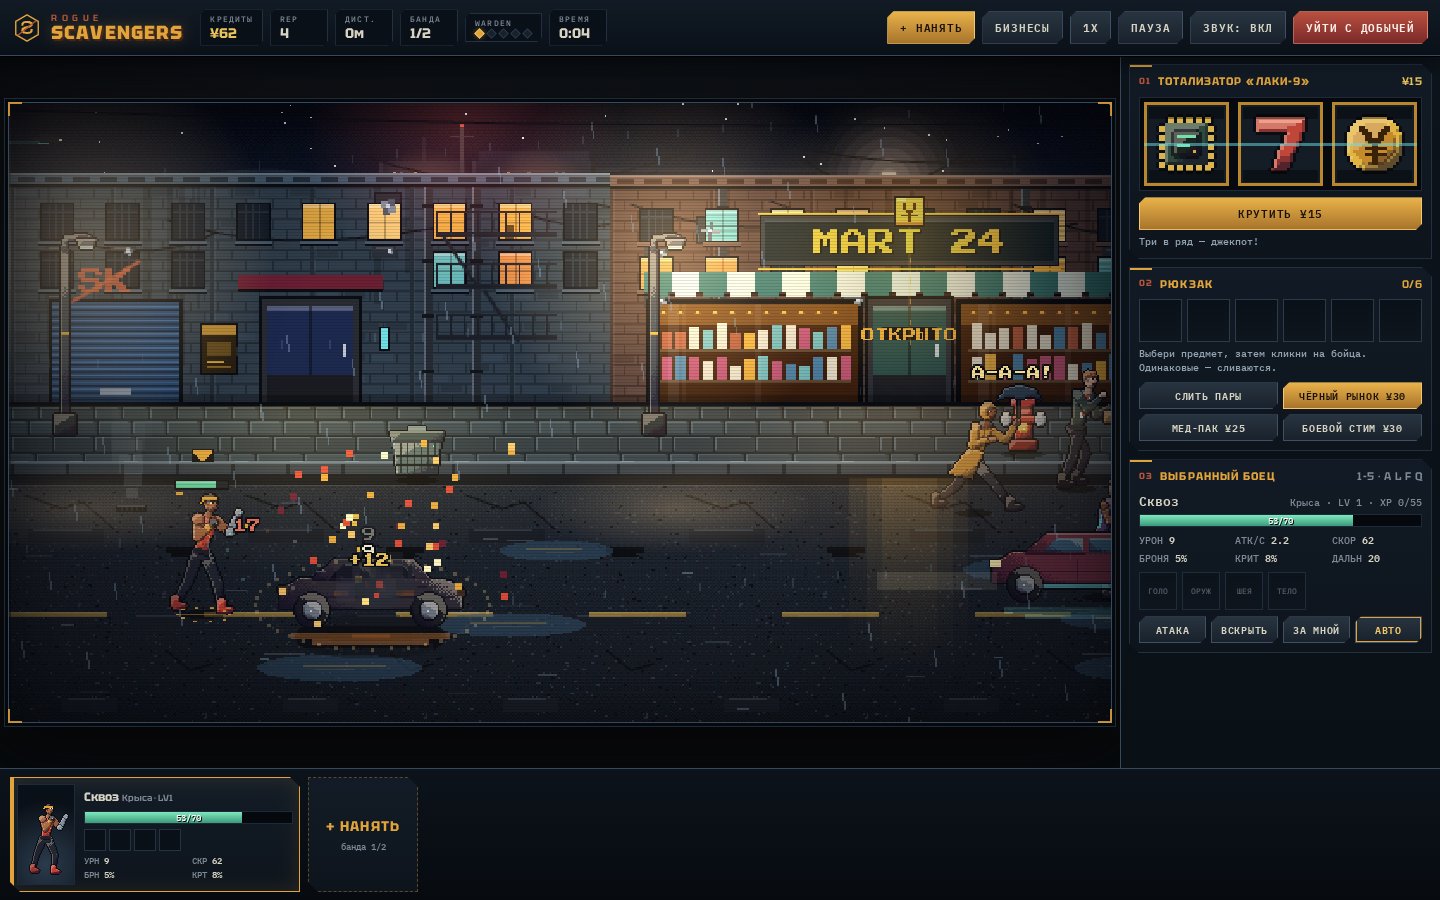 ROGUE
SCAVENGERS
КРЕДИТЫ
¥62
REP
4
ДИСТ.
0м
БАНДА
1/2
WARDEN
ВРЕМЯ
0:04
+ НАНЯТЬ
БИЗНЕСЫ
1X
ПАУЗА
ЗВУК: ВКЛ
УЙТИ С ДОБЫЧЕЙ
SK
MART 24
ОТКРЫТО
А-А-А!
17
9
9
+12
01 ТОТАЛИЗАТОР «ЛАКИ-9»
¥15
7
¥
КРУТИТЬ ¥15
Три в ряд — джекпот!
02 РЮКЗАК
0/6
Выбери предмет, затем кликни на бойца.
Одинаковые — сливаются.
СЛИТЬ ПАРЫ
ЧЁРНЫЙ РЫНОК ¥30
МЕД-ПАК ¥25
БОЕВОЙ СТИМ ¥30
03 ВЫБРАННЫЙ БОЕЦ
1-5·A L F Q
Сквоз
Крыса · LV 1 · XP 0/55
53/70
УРОН 9
АТК/С 2.2
СКОР 62
БРОНЯ 5%
КРИТ 8%
ДАЛЬН 20
ГОЛО
ОРУЖ
ШЕЯ
ТЕЛО
АТАКА
ВСКРЫТЬ
ЗА МНОЙ
АВТО
Сквоз Крыса·LV1
53/70
УРН 9
СКР 62
БРН 5%
КРТ 8%
+ НАНЯТЬ
банда 1/2